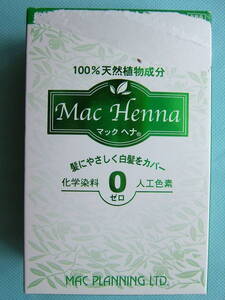 100%天然植物成分
Mac Henna
マック ヘナ®
髪にやさしく白髪をカバー
化学染料 0 人工色素
ゼロ
MAC PLANNING LTD.